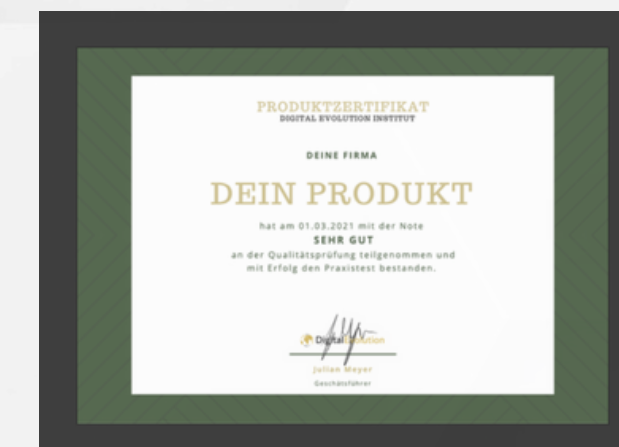 PRODUKTZERTIFIKAT
DIGITAL EVOLUTION INSTITUT
DEINE FIRMA
DEIN PRODUKT
hat am 01.03.2021 mit der Note
SEHR GUT
an der Qualitätsprüfung teilgenommen und
mit Erfolg den Praxistest bestanden.
Digital Evolution
Julian Meyer
Geschäftsführer